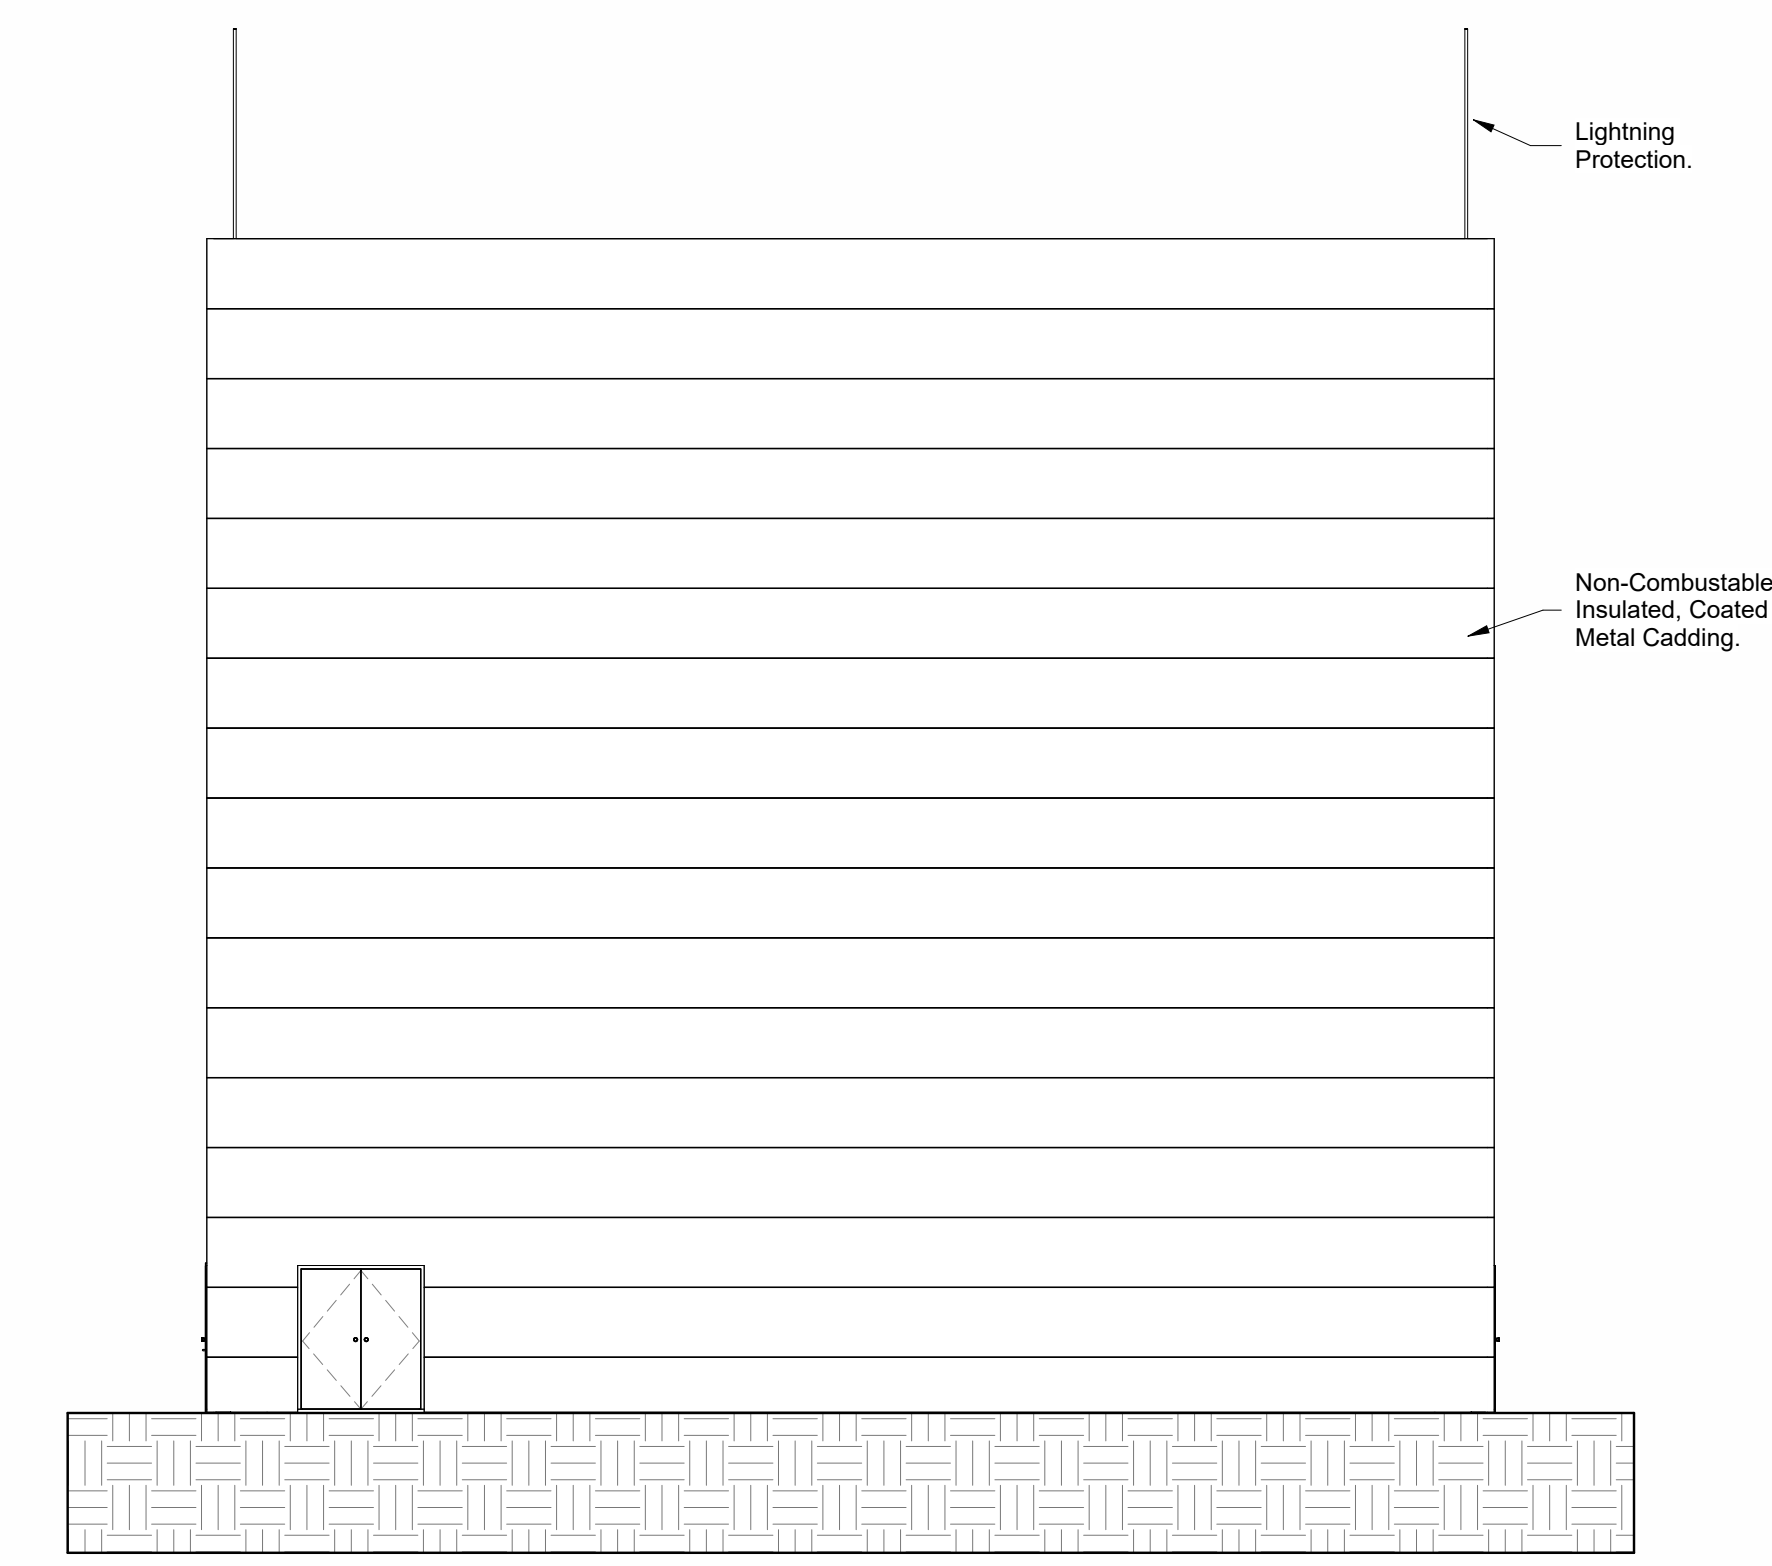 Lightning
Protection.
Non-Combustable
Insulated, Coated
Metal Cadding.